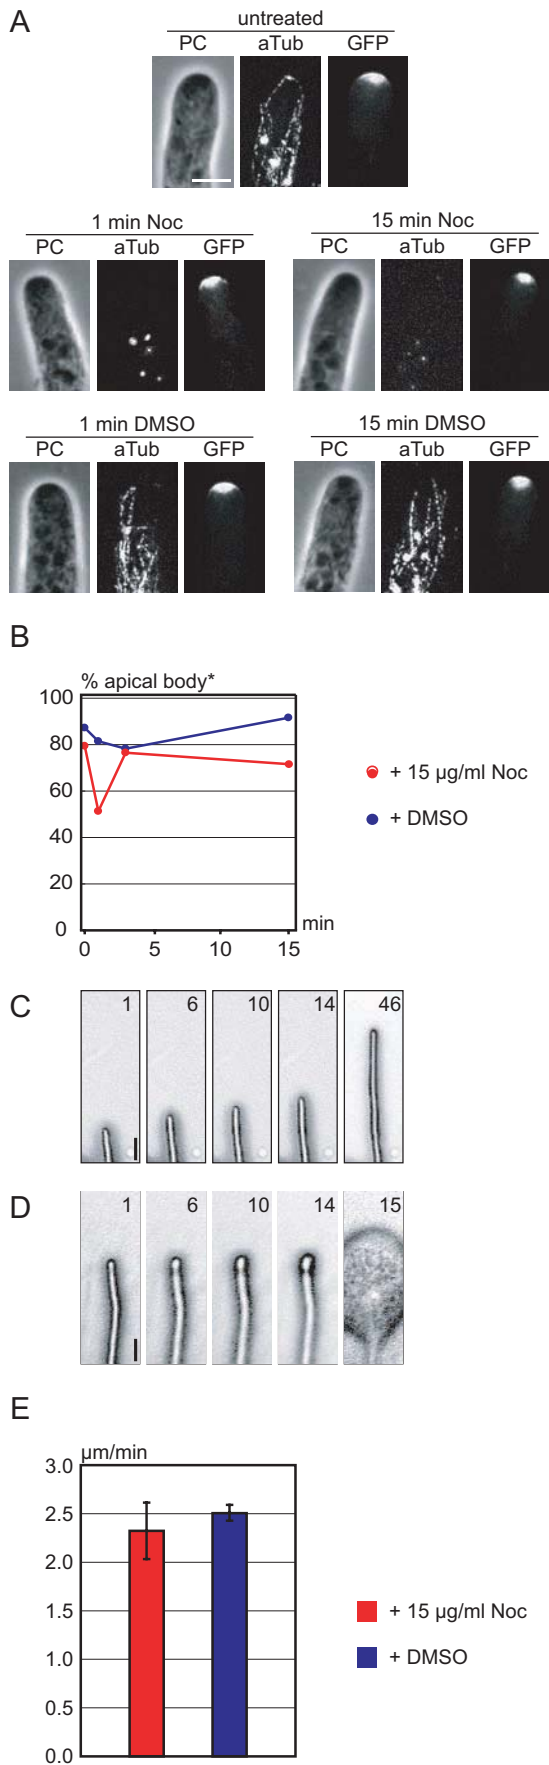 A
untreated
PC aTub GFP
1 min Noc 15 min Noc
PC aTub GFP PC aTub GFP
1 min DMSO 15 min DMSO
PC aTub GFP PC aTub GFP
B
% apical body*
100
80
60
40
20
0
0 5 10 15
min
+ 15 µg/ml Noc
+ DMSO
C
1 6 10 14 46
D
1 6 10 14 15
E
µm/min
3.0
2.5
2.0
1.5
1.0
0.5
0.0
+ 15 µg/ml Noc
+ DMSO